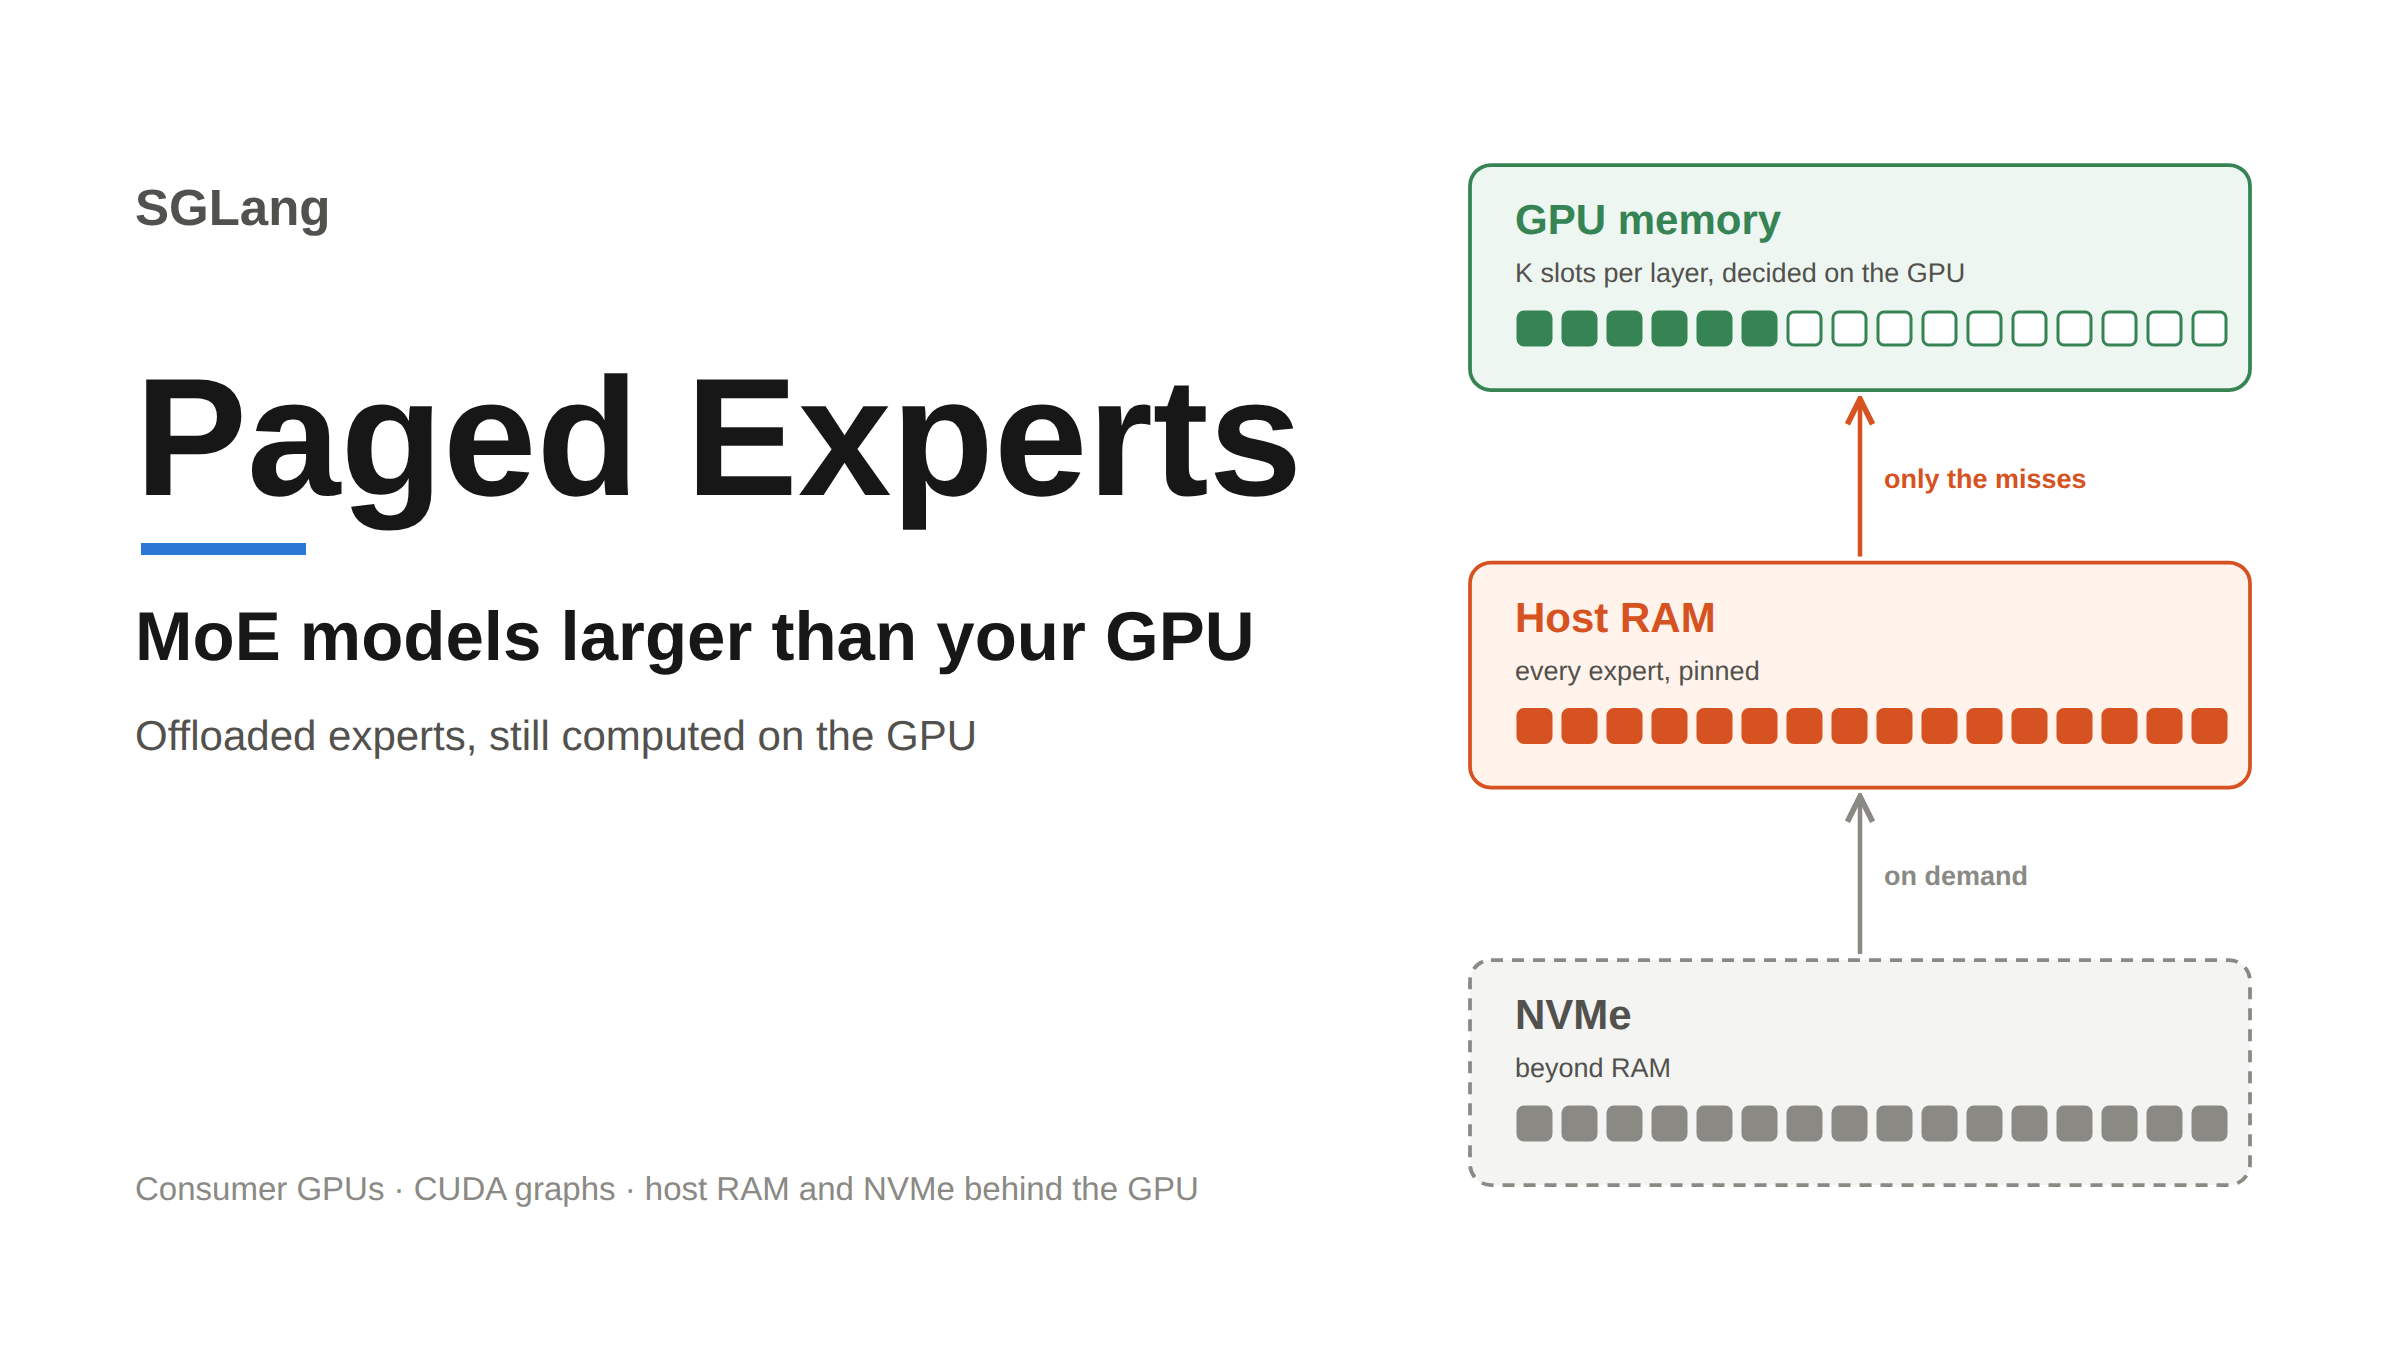 SGLang
Paged Experts
MoE models larger than your GPU
Offloaded experts, still computed on the GPU
Consumer GPUs · CUDA graphs · host RAM and NVMe behind the GPU
GPU memory
K slots per layer, decided on the GPU
only the misses
Host RAM
every expert, pinned
on demand
NVMe
beyond RAM